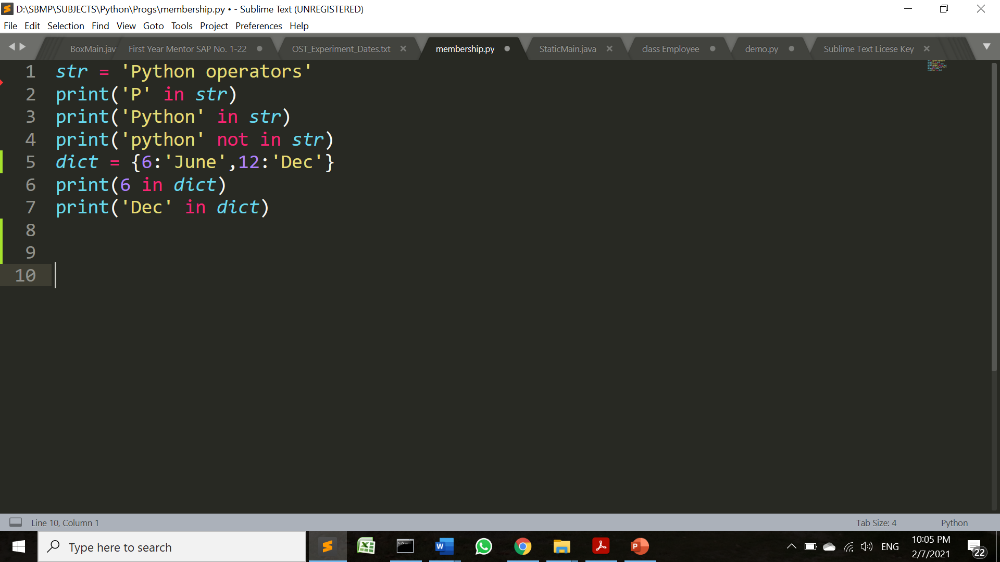 D:\SBMP\SUBJECTS\Python\Progs\membership.py • - Sublime Text (UNREGISTERED)
File Edit Selection Find View Goto Tools Project Preferences Help
BoxMain.jav First Year Mentor SAP No. 1-22 OST_Experiment_Dates.txt membership.py StaticMain.java class Employee demo.py Sublime Text Licese Key
1 str = 'Python operators'
2 print('P' in str)
3 print('Python' in str)
4 print('python' not in str)
5 dict = {6:'June',12:'Dec'}
6 print(6 in dict)
7 print('Dec' in dict)
8
9
10
Line 10, Column 1 Tab Size: 4 Python
Type here to search ENG 10:05 PM
2/7/2021 22